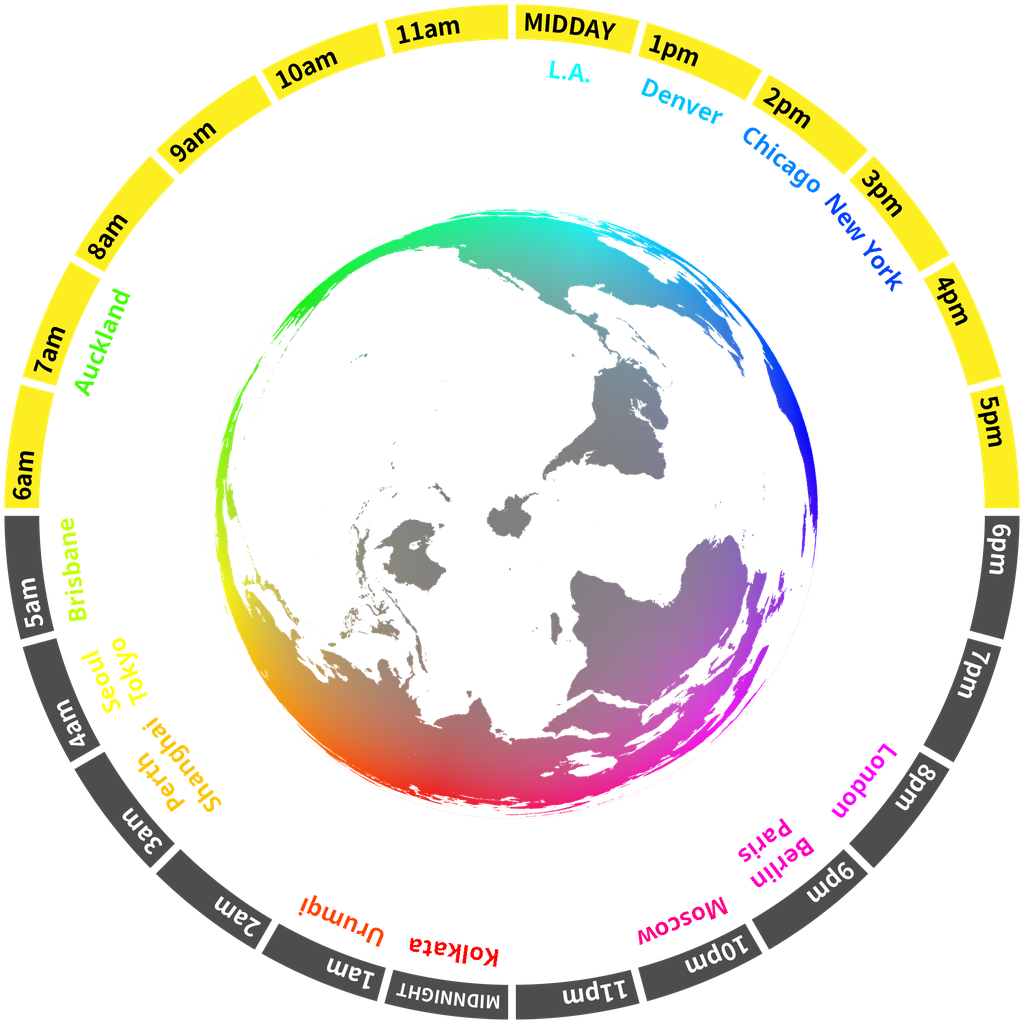 MIDDAY
1pm
2pm
3pm
4pm
5pm
6pm
7pm
8pm
9pm
10pm
11pm
MIDNNIGHT
1am
2am
3am
4am
5am
6am
7am
8am
9am
10am
11am
L.A.
Denver
Chicago
New York
London
Paris
Berlin
Moscow
Kolkata
Urumqi
Shanghai
Perth
Tokyo
Seoul
Brisbane
Auckland